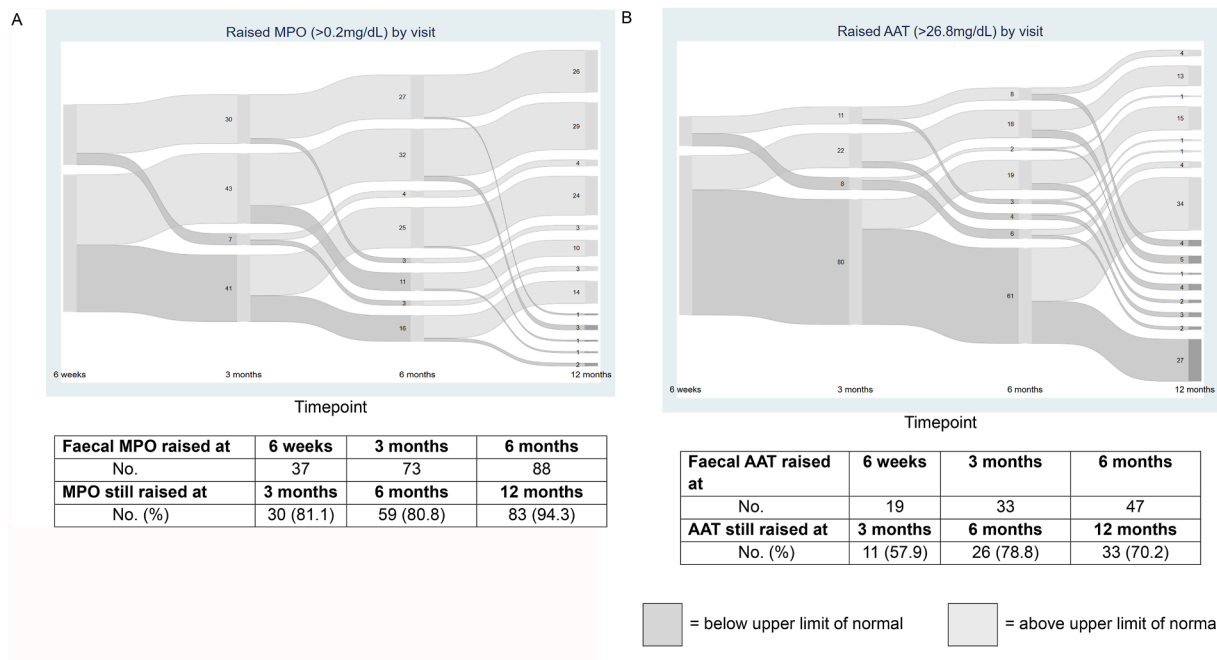 A
Raised MPO (>0.2mg/dL) by visit
26
27
30
29
32
4
43
4
24
25
7
3
3
10
11
3
41
3
14
16
1
3
1
1
2
6 weeks 3 months 6 months 12 months
Timepoint
Faecal MPO raised at 6 weeks 3 months 6 months
No. 37 73 88
MPO still raised at 3 months 6 months 12 months
No. (%) 30 (81.1) 59 (80.8) 83 (94.3)
B
Raised AAT (>26.8mg/dL) by visit
4
13
8
1
11
15
18
1
22
2
1
4
19
8
3
34
4
6
4
5
80
1
61
4
2
3
2
27
6 weeks 3 months 6 months 12 months
Timepoint
Faecal AAT raised
at 6 weeks 3 months 6 months
No. 19 33 47
AAT still raised at 3 months 6 months 12 months
No. (%) 11 (57.9) 26 (78.8) 33 (70.2)
= below upper limit of normal = above upper limit of norma